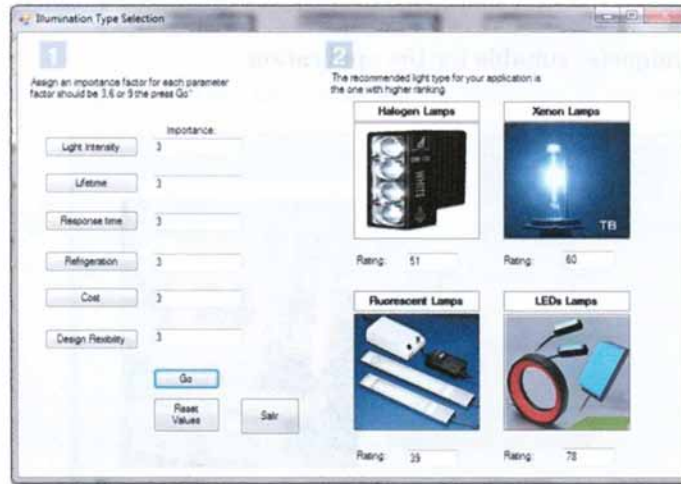 Illumination Type Selection
1
Assign an importance factor for each parameter
factor should be 3,6 or 9 the press Go"
Importance:
Light Intensity 3
Lifetime 3
Response time 3
Refrigeration 3
Cost 3
Design Flexibility 3
Go
Reset
Values
Salir
2
The recommended light type for your application is
the one with higher ranking.
Halogen Lamps
WHITE
Rating: 51
Xenon Lamps
TB
Rating: 60
Fluorescent Lamps
Rating: 39
LEDs Lamps
Rating: 78